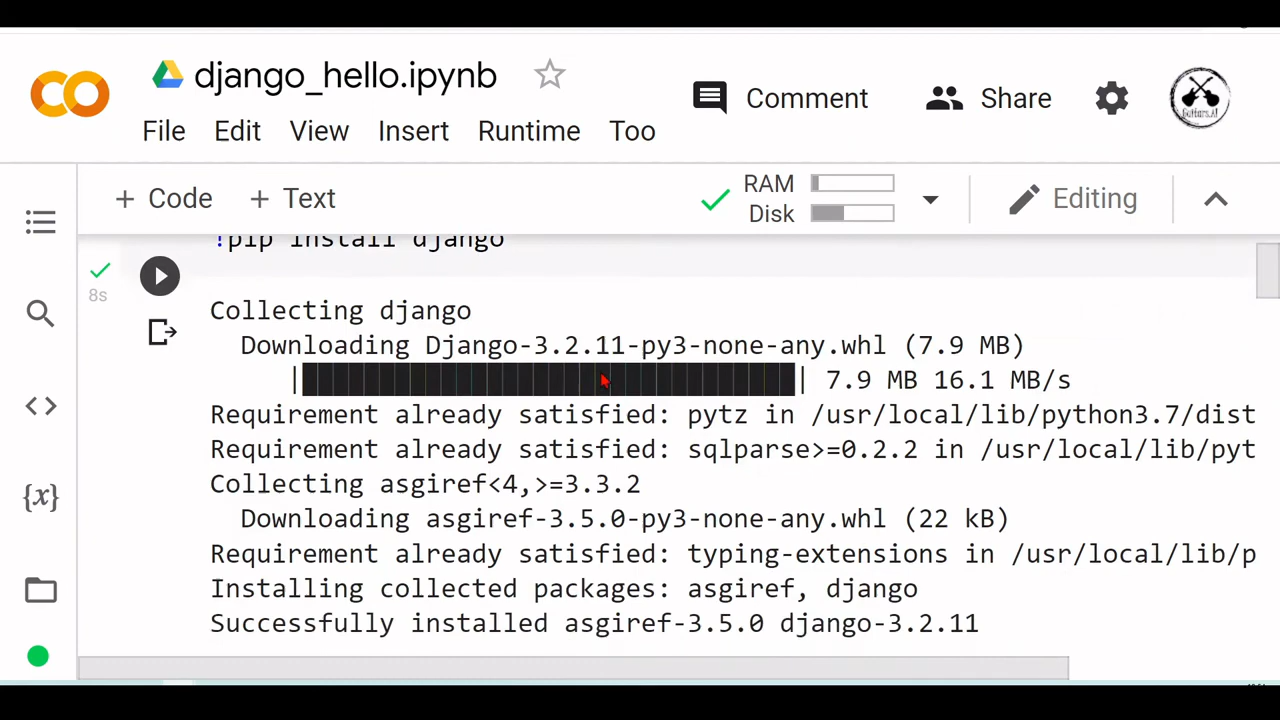 django_hello.ipynb
Comment
Share
File Edit View Insert Runtime Too
+ Code + Text
RAM
Disk
Editing
!pip install django
8s
Collecting django
Downloading Django-3.2.11-py3-none-any.whl (7.9 MB)
| | 7.9 MB 16.1 MB/s
Requirement already satisfied: pytz in /usr/local/lib/python3.7/dist
Requirement already satisfied: sqlparse>=0.2.2 in /usr/local/lib/pyt
Collecting asgiref<4,>=3.3.2
Downloading asgiref-3.5.0-py3-none-any.whl (22 kB)
Requirement already satisfied: typing-extensions in /usr/local/lib/p
Installing collected packages: asgiref, django
Successfully installed asgiref-3.5.0 django-3.2.11
{x}